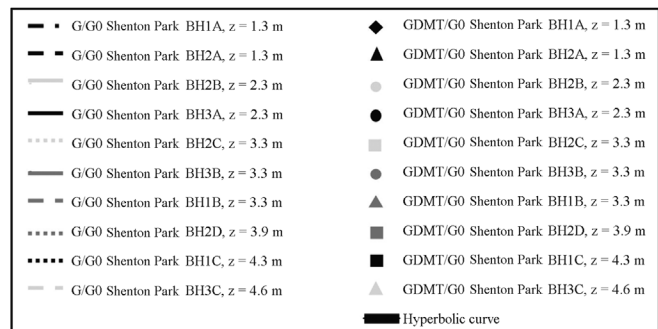 G/G0 Shenton Park BH1A, z = 1.3 m
G/G0 Shenton Park BH2A, z = 1.3 m
G/G0 Shenton Park BH2B, z = 2.3 m
G/G0 Shenton Park BH3A, z = 2.3 m
G/G0 Shenton Park BH2C, z = 3.3 m
G/G0 Shenton Park BH3B, z = 3.3 m
G/G0 Shenton Park BH1B, z = 3.3 m
G/G0 Shenton Park BH2D, z = 3.9 m
G/G0 Shenton Park BH1C, z = 4.3 m
G/G0 Shenton Park BH3C, z = 4.6 m
GDMT/G0 Shenton Park BH1A, z = 1.3 m
GDMT/G0 Shenton Park BH2A, z = 1.3 m
GDMT/G0 Shenton Park BH2B, z = 2.3 m
GDMT/G0 Shenton Park BH3A, z = 2.3 m
GDMT/G0 Shenton Park BH2C, z = 3.3 m
GDMT/G0 Shenton Park BH3B, z = 3.3 m
GDMT/G0 Shenton Park BH1B, z = 3.3 m
GDMT/G0 Shenton Park BH2D, z = 3.9 m
GDMT/G0 Shenton Park BH1C, z = 4.3 m
GDMT/G0 Shenton Park BH3C, z = 4.6 m
Hyperbolic curve